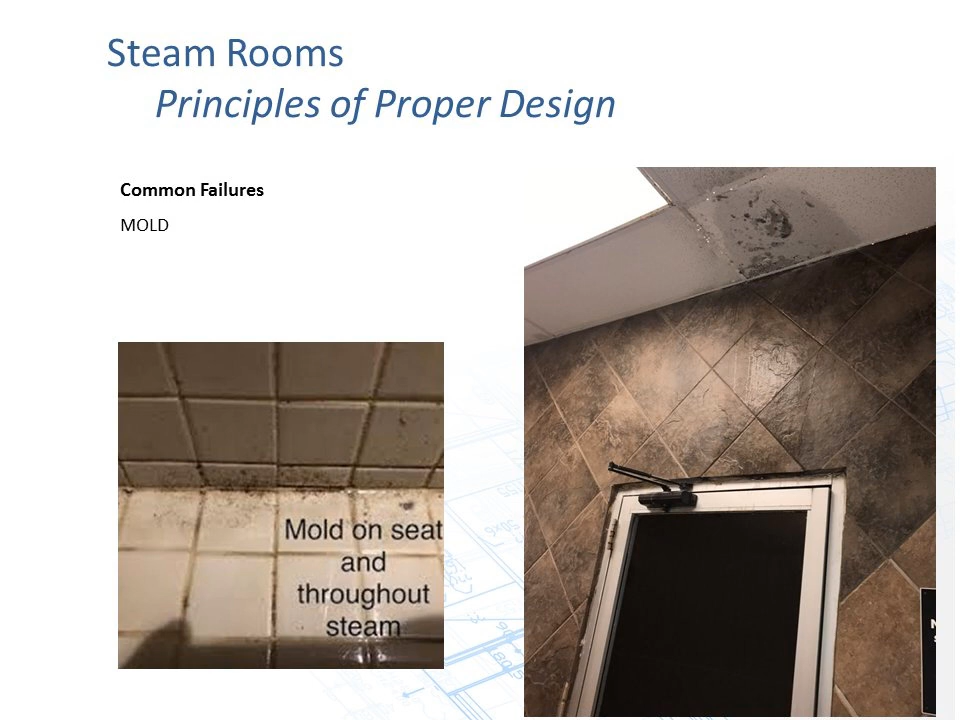 Steam Rooms
Principles of Proper Design
Common Failures
MOLD
Mold on seat
and
throughout
steam